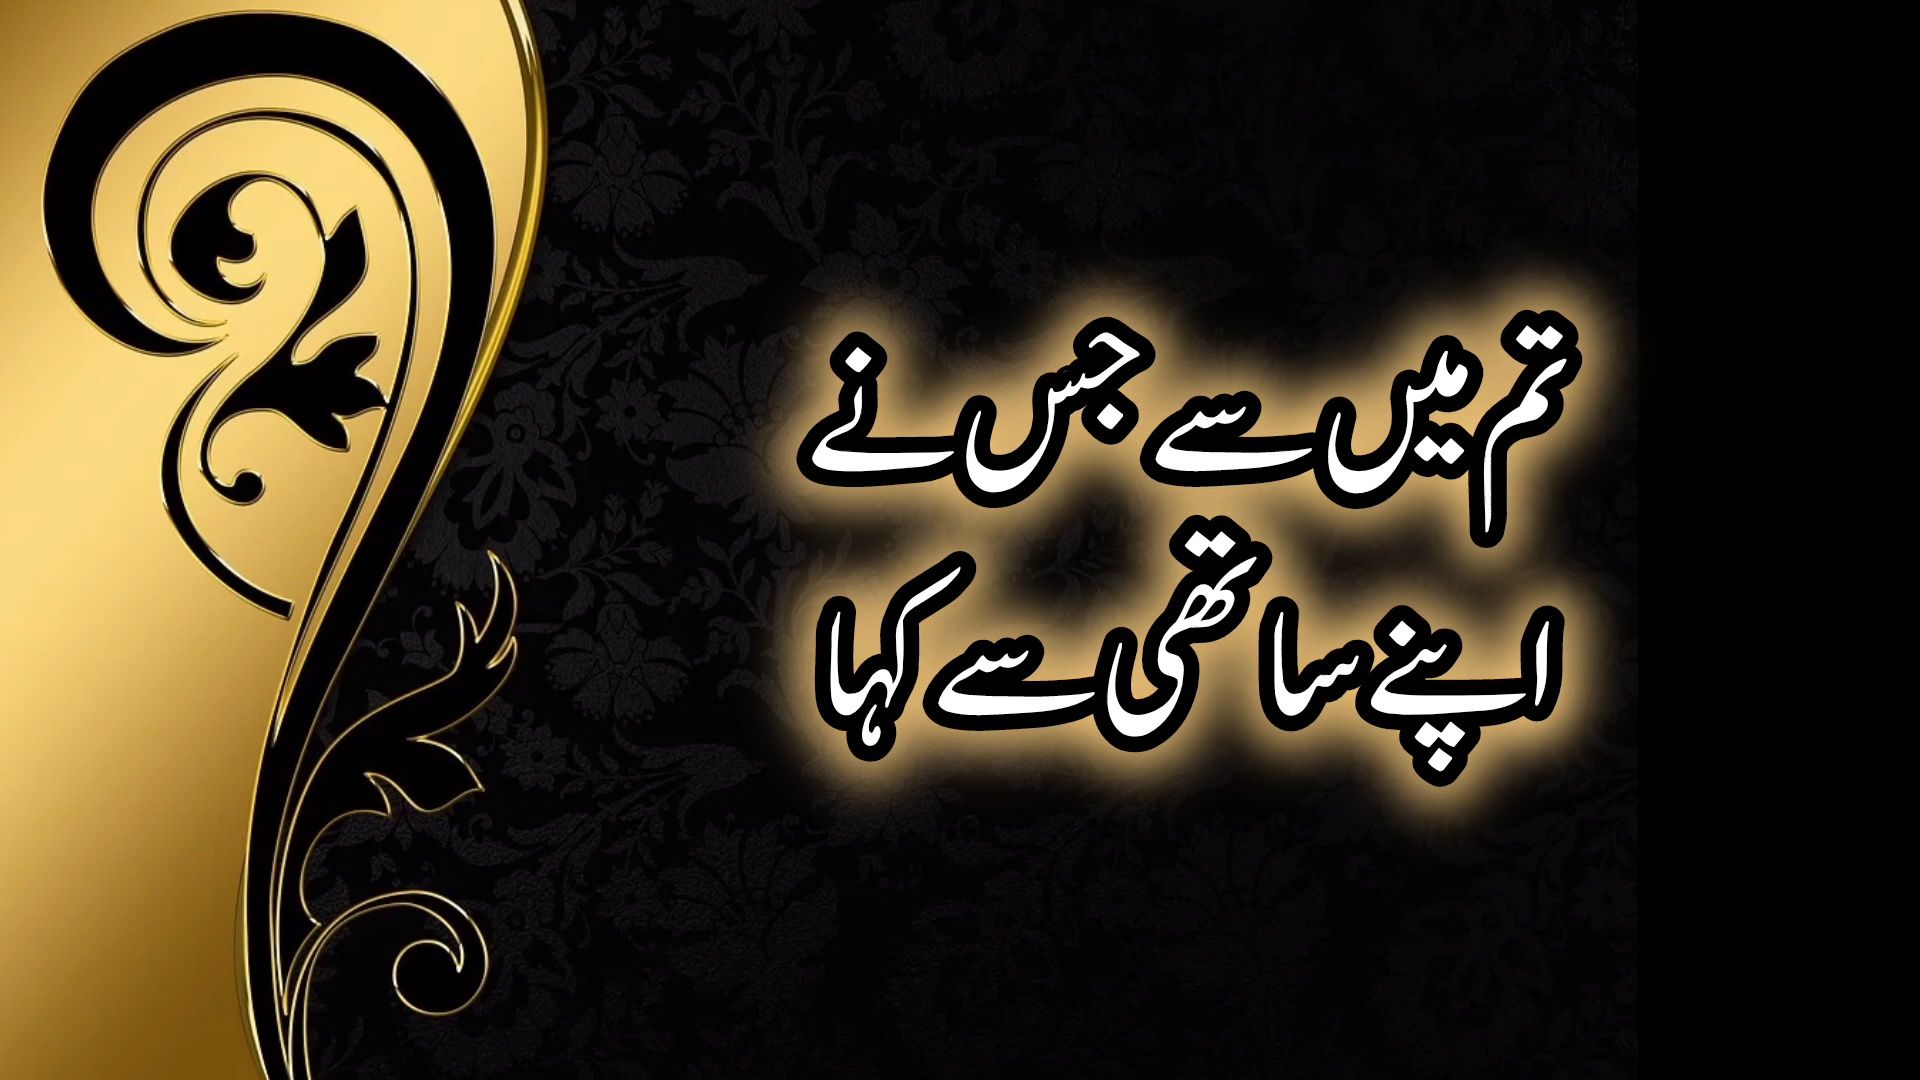 تم میں سے جس نے
اپنے ساتھی سے کہا